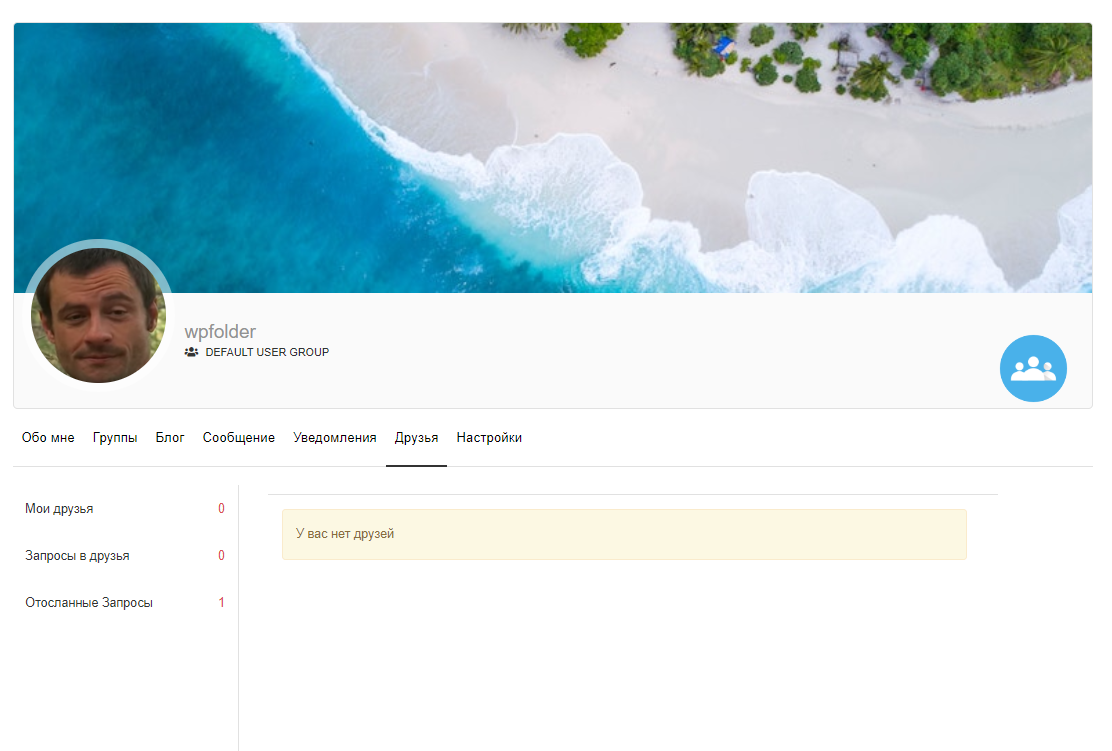 wpfolder
DEFAULT USER GROUP
Обо мне Группы Блог Сообщение Уведомления Друзья Настройки
Мои друзья 0
Запросы в друзья 0
Отосланные Запросы 1
У вас нет друзей